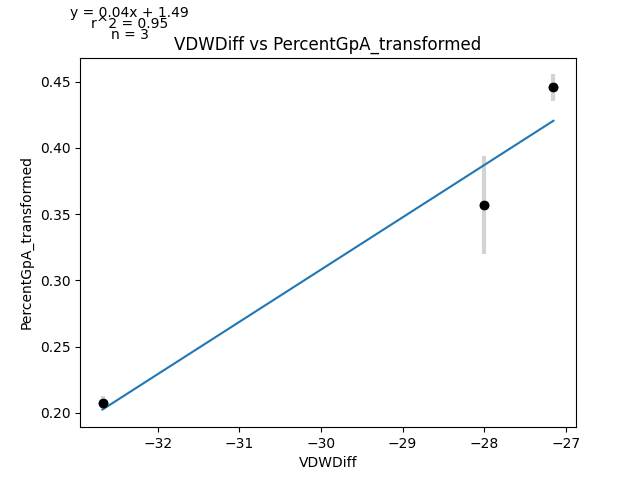 y = 0.04x + 1.49
r^2 = 0.95
n = 3
VDWDiff vs PercentGpA_transformed
0.45
0.40
0.35
0.30
0.25
0.20
PercentGpA_transformed
−32
−31
−30
−29
−28
−27
VDWDiff